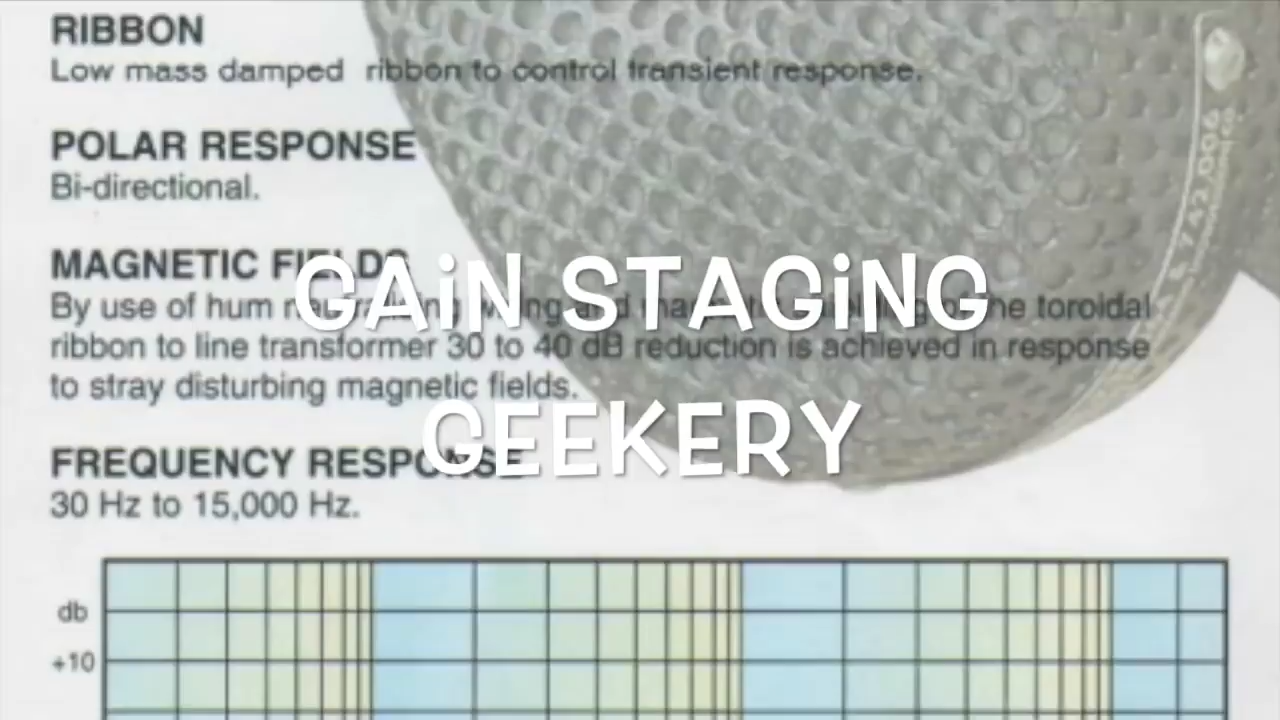 RIBBON
Low mass damped ribbon to control transient response.
POLAR RESPONSE
Bi-directional.
MAGNETIC FIELDS
GAiN STAGiNG
By use of hum the toroidal
ribbon to line transformer 30 to 40 dB reduction is achieved in response
to stray disturbing magnetic fields.
GEEKERY
FREQUENCY RESPONSE
30 Hz to 15,000 Hz.
db
+10